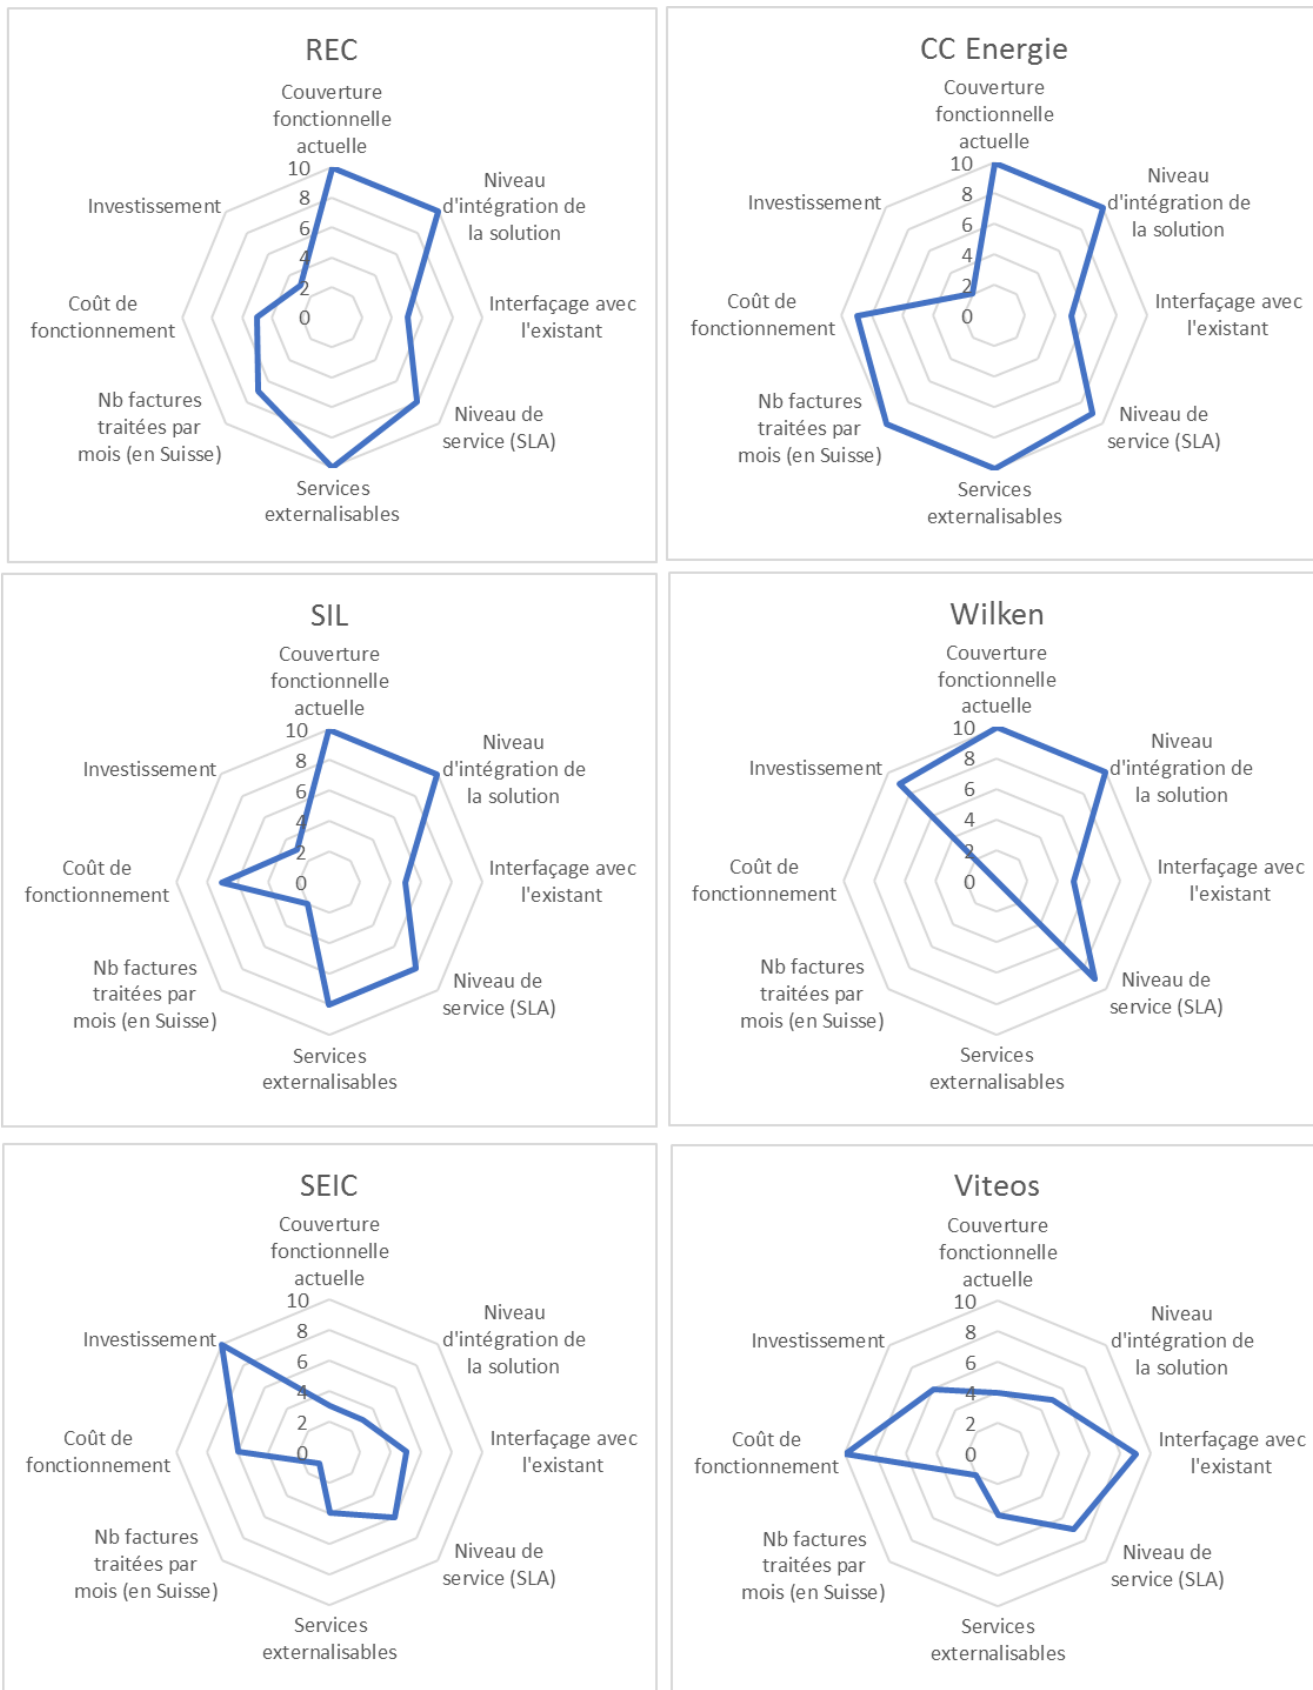 REC
Couverture
fonctionnelle
actuelle
Niveau
d'intégration de
la solution
Interfaçage avec
l'existant
Niveau de
service (SLA)
Services
externalisables
Nb factures
traitées par
mois (en Suisse)
Coût de
fonctionnement
Investissement
10
8
6
4
2
0
CC Energie
Couverture
fonctionnelle
actuelle
Niveau
d'intégration de
la solution
Interfaçage avec
l'existant
Niveau de
service (SLA)
Services
externalisables
Nb factures
traitées par
mois (en Suisse)
Coût de
fonctionnement
Investissement
10
8
6
4
2
0
SIL
Couverture
fonctionnelle
actuelle
Niveau
d'intégration de
la solution
Interfaçage avec
l'existant
Niveau de
service (SLA)
Services
externalisables
Nb factures
traitées par
mois (en Suisse)
Coût de
fonctionnement
Investissement
10
8
6
4
2
0
Wilken
Couverture
fonctionnelle
actuelle
Niveau
d'intégration de
la solution
Interfaçage avec
l'existant
Niveau de
service (SLA)
Services
externalisables
Nb factures
traitées par
mois (en Suisse)
Coût de
fonctionnement
Investissement
10
8
6
4
2
0
SEIC
Couverture
fonctionnelle
actuelle
Niveau
d'intégration de
la solution
Interfaçage avec
l'existant
Niveau de
service (SLA)
Services
externalisables
Nb factures
traitées par
mois (en Suisse)
Coût de
fonctionnement
Investissement
10
8
6
4
2
0
Viteos
Couverture
fonctionnelle
actuelle
Niveau
d'intégration de
la solution
Interfaçage avec
l'existant
Niveau de
service (SLA)
Services
externalisables
Nb factures
traitées par
mois (en Suisse)
Coût de
fonctionnement
Investissement
10
8
6
4
2
0